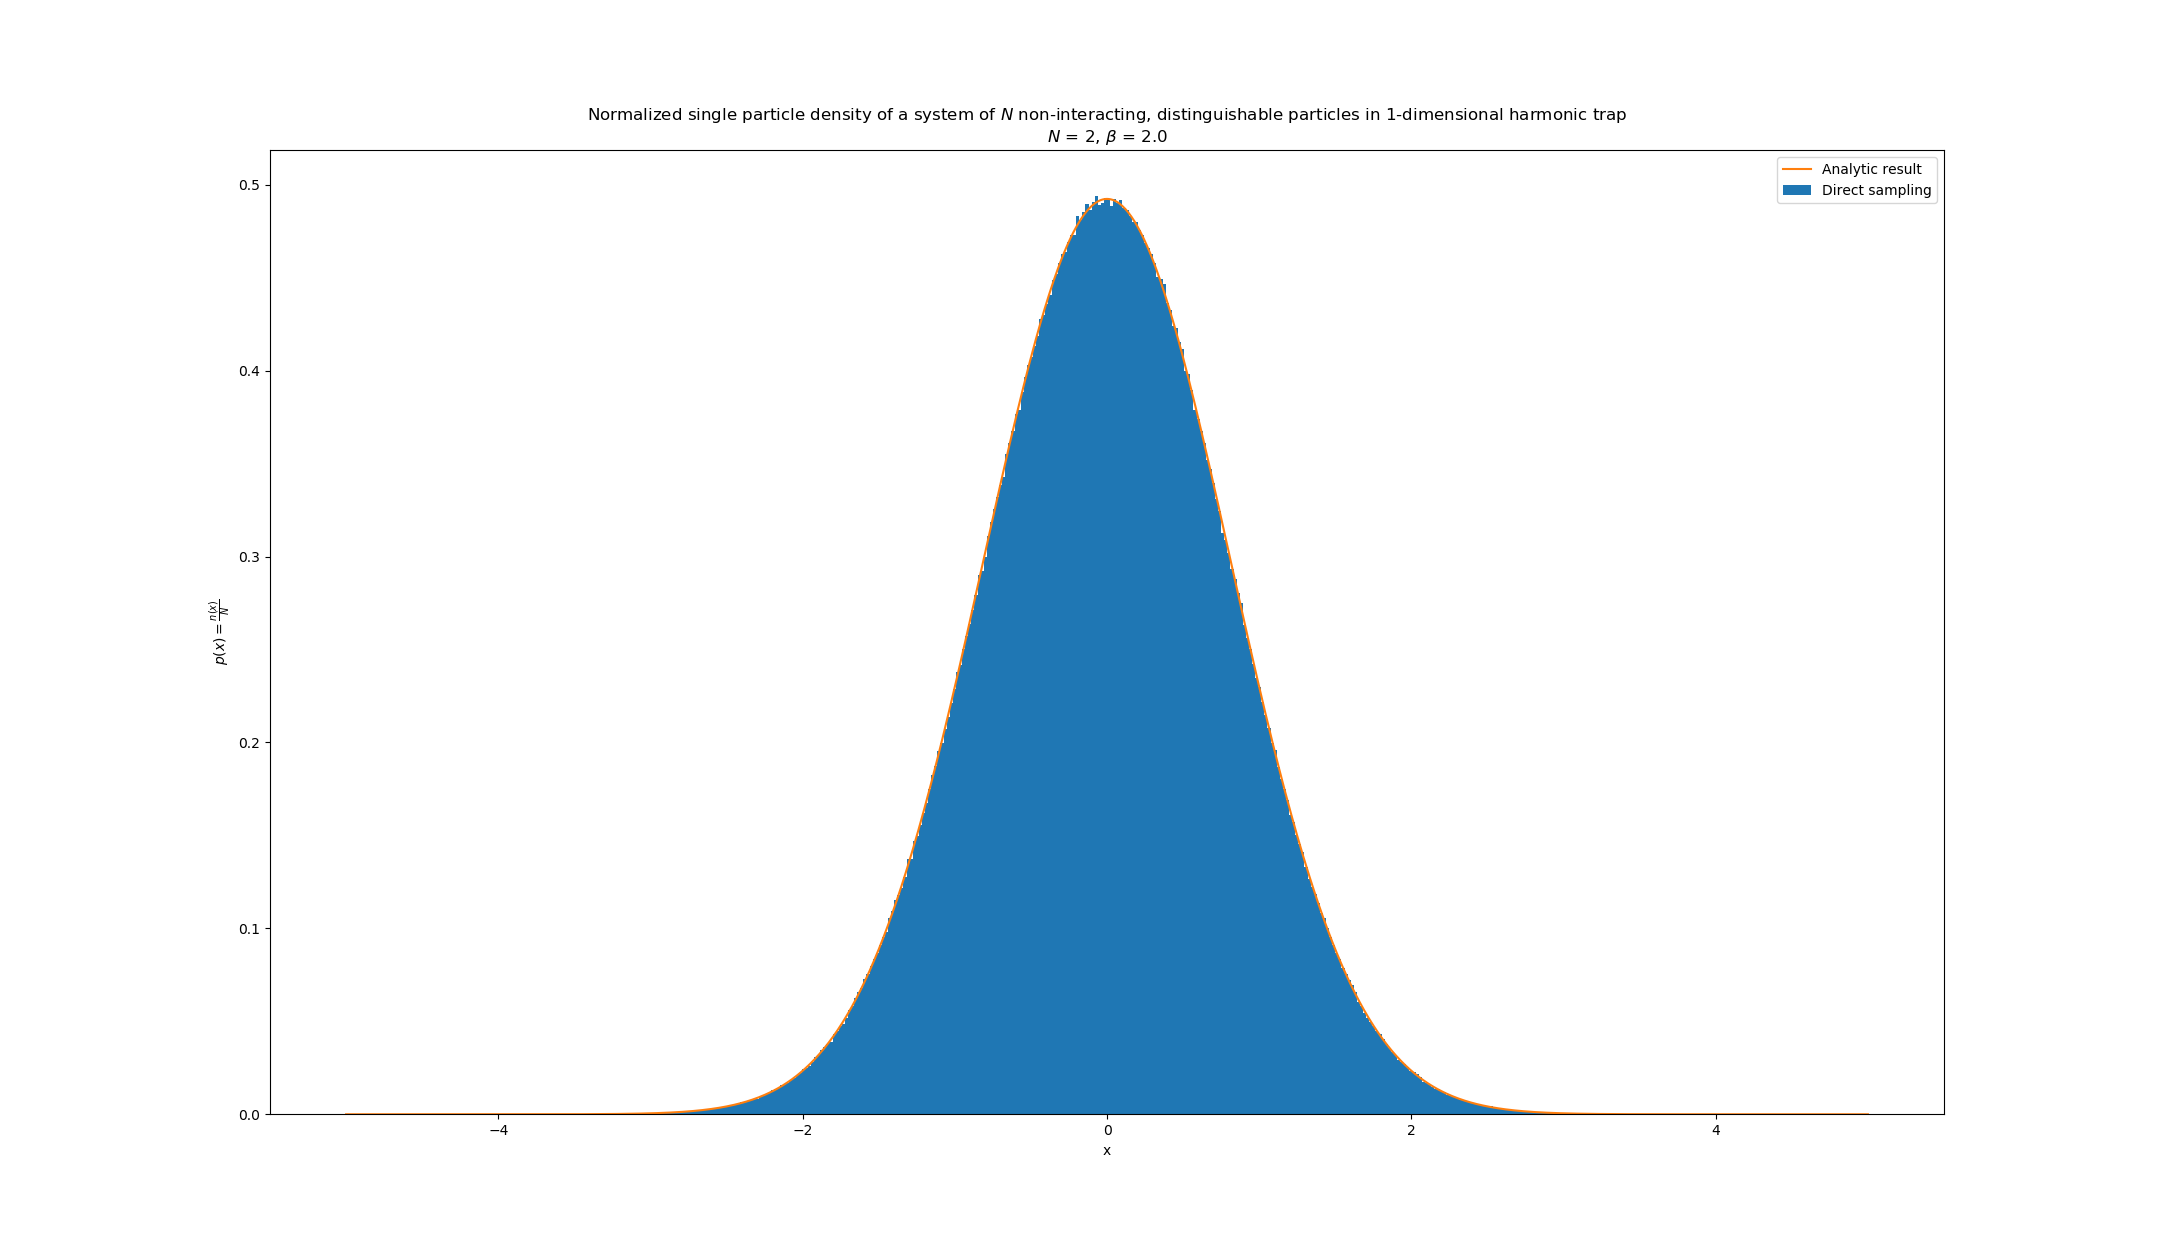 Normalized single particle density of a system of N non-interacting, distinguishable particles in 1-dimensional harmonic trap
N = 2, β = 2.0
Analytic result
Direct sampling
0.5
0.4
0.3
0.2
0.1
0.0
p(x) = n(x)/N
−4
−2
0
2
4
x